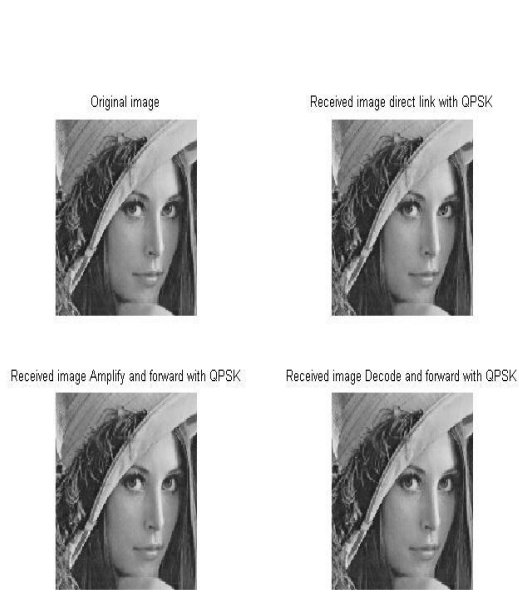 Original image
Received image direct link with QPSK
Received image Amplify and forward with QPSK
Received image Decode and forward with QPSK